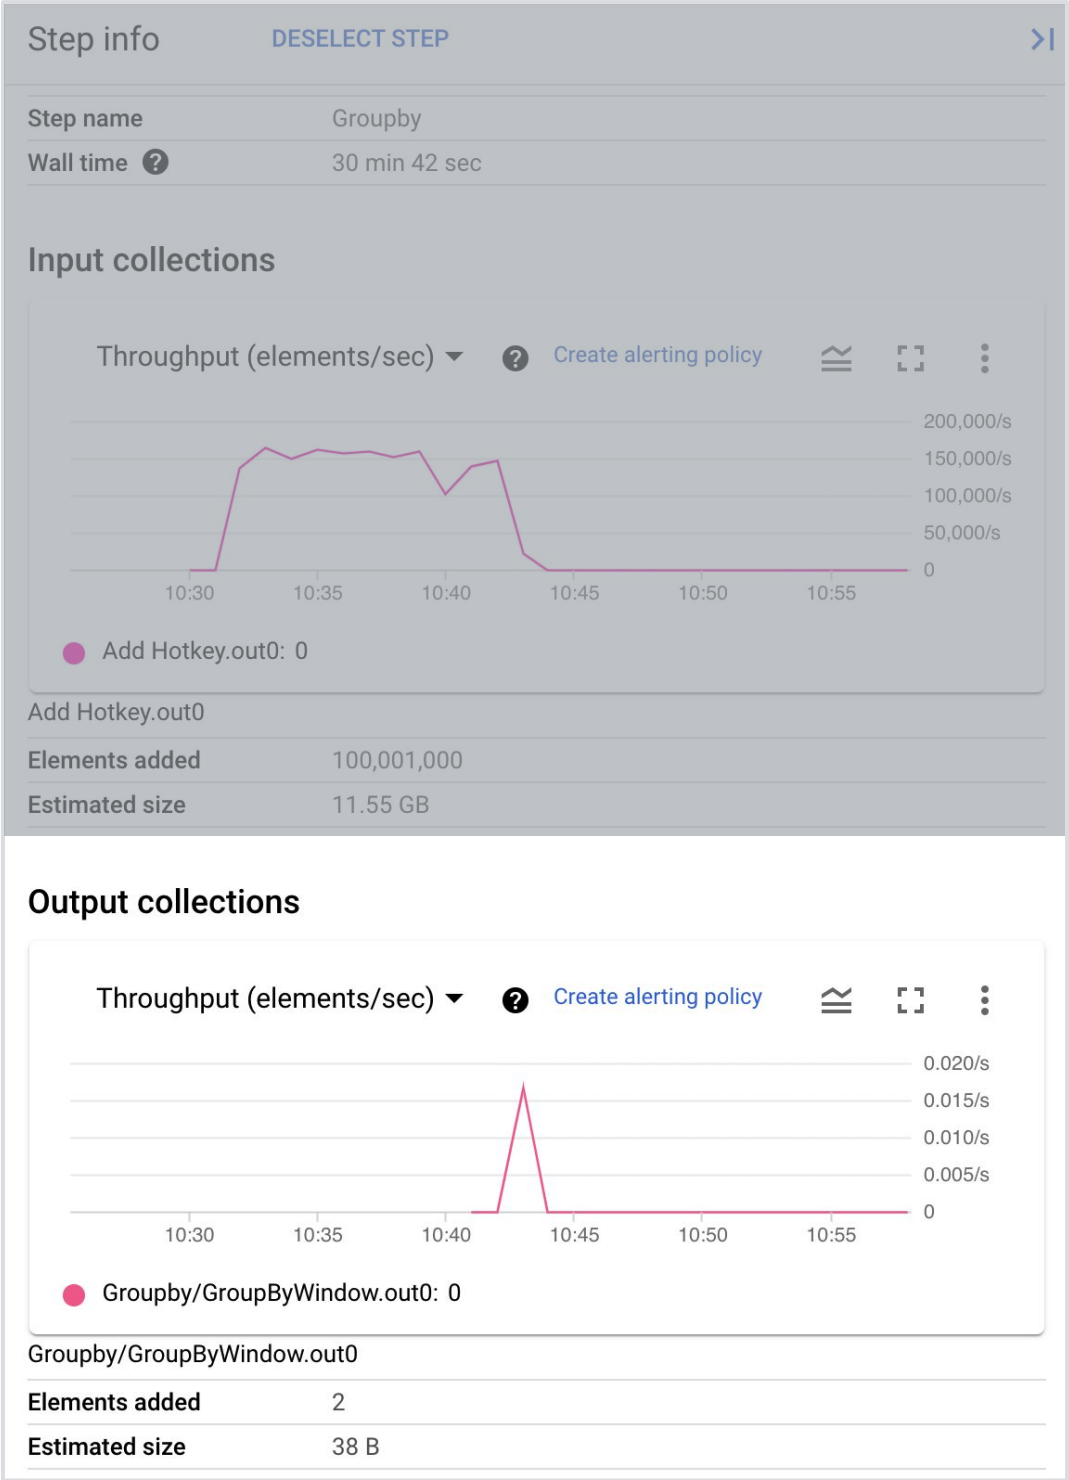 Step info DESELECT STEP
Step name Groupby
Wall time ? 30 min 42 sec
Input collections
Throughput (elements/sec) ? Create alerting policy
200,000/s
150,000/s
100,000/s
50,000/s
0
10:30 10:35 10:40 10:45 10:50 10:55
Add Hotkey.out0: 0
Add Hotkey.out0
Elements added 100,001,000
Estimated size 11.55 GB
Output collections
Throughput (elements/sec) ? Create alerting policy
0.020/s
0.015/s
0.010/s
0.005/s
0
10:30 10:35 10:40 10:45 10:50 10:55
Groupby/GroupByWindow.out0: 0
Groupby/GroupByWindow.out0
Elements added 2
Estimated size 38 B